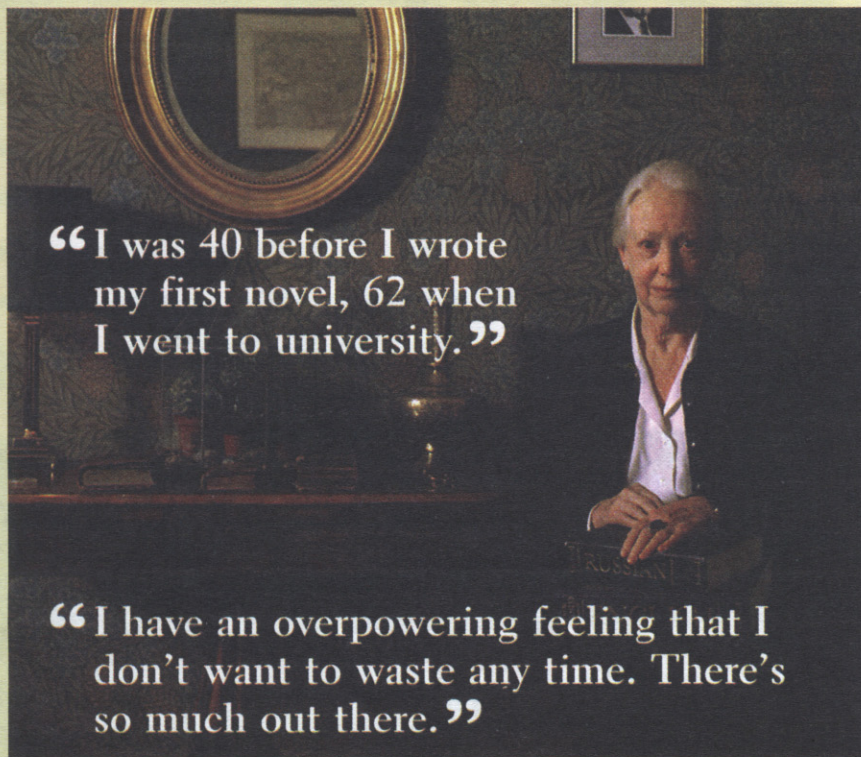 “I was 40 before I wrote
my first novel, 62 when
I went to university.”
RUSSIAN
“I have an overpowering feeling that I
don’t want to waste any time. There’s
so much out there.”